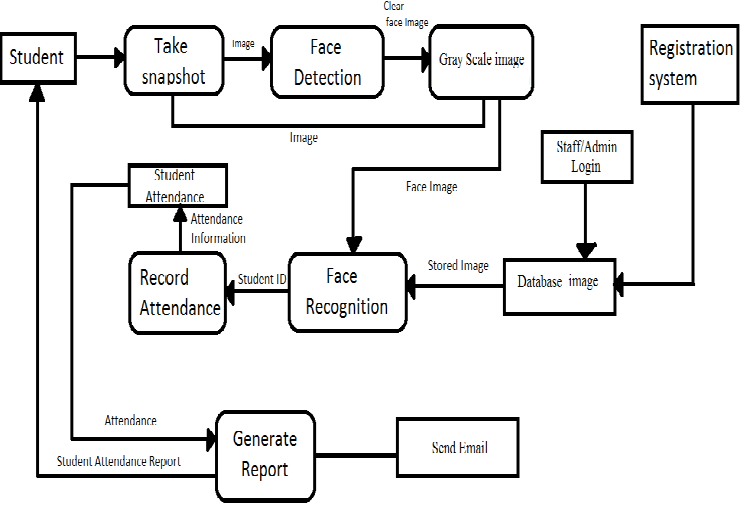 Clear
face Image
Student
Take
snapshot
Image
Face
Detection
Gray Scale image
Registration
system
Image
Staff/Admin
Login
Student
Attendance
Face Image
Attendance
Information
Record
Attendance
Student ID
Face
Recognition
Stored Image
Database image
Attendance
Generate
Report
Send Email
Student Attendance Report